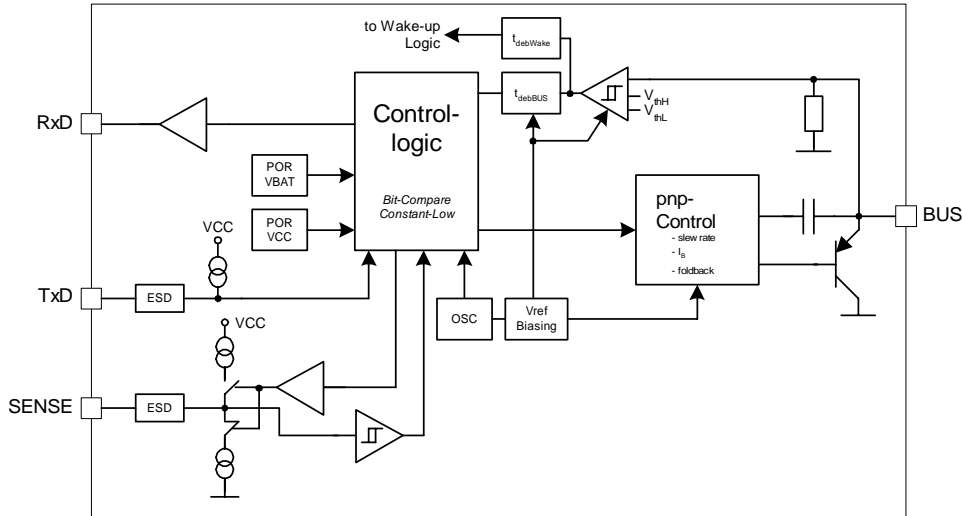 to Wake-up
Logic
t_debWake
t_debBUS
V_thH
V_thL
RxD
Control-
logic
Bit-Compare
Constant-Low
POR
VBAT
POR
VCC
pnp-
Control
- slew rate
- I_B
- foldback
BUS
VCC
TxD
ESD
OSC
Vref
Biasing
VCC
SENSE
ESD